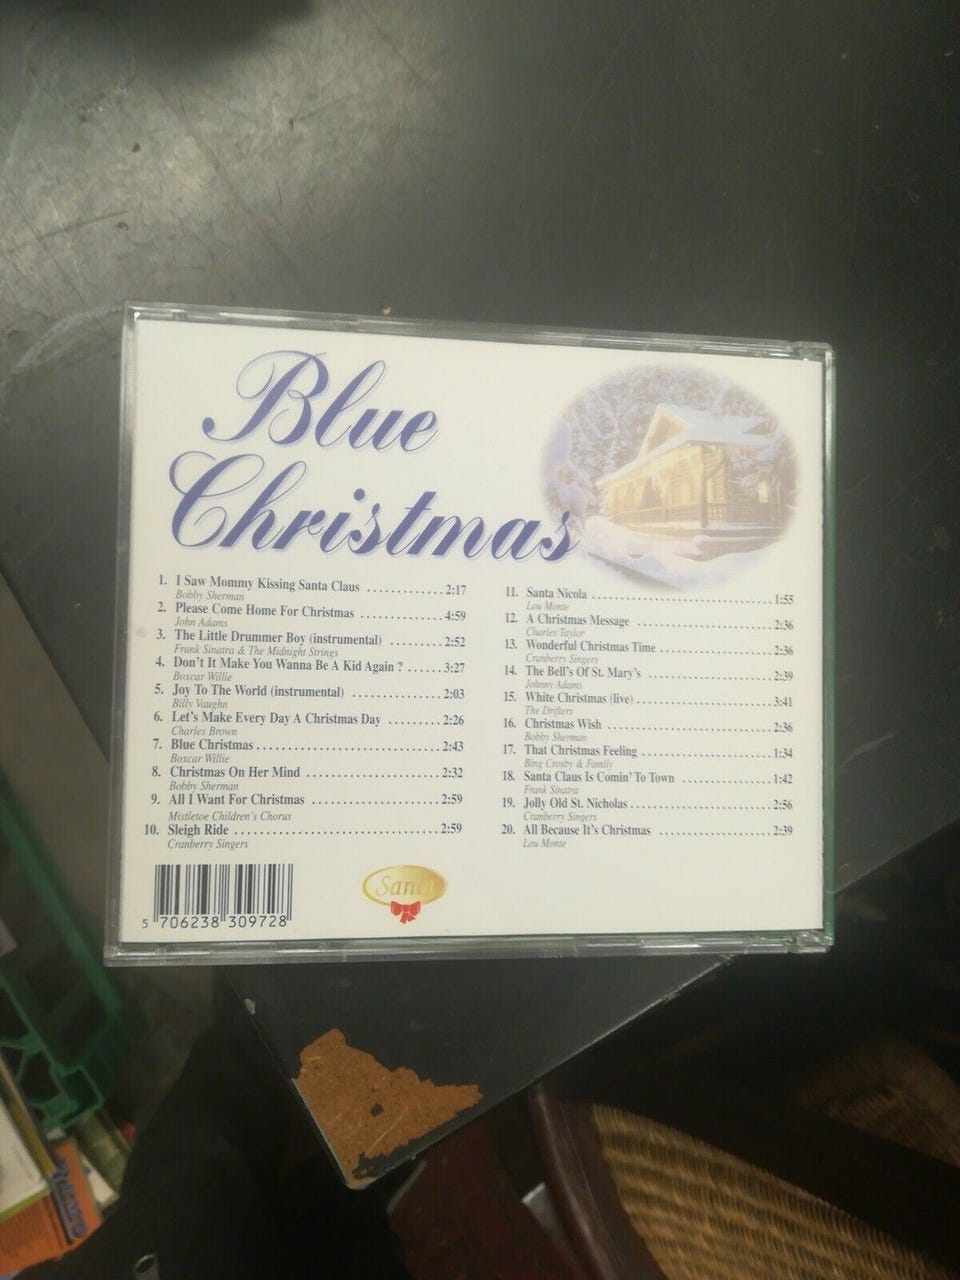 Blue
Christmas
1. I Saw Mommy Kissing Santa Claus ............ 2:17
Bobby Sherman
2. Please Come Home For Christmas ............ 4:59
John Adams
3. The Little Drummer Boy (instrumental) ........ 2:52
Frank Sinatra & The Midnight Strings
4. Don't It Make You Wanna Be A Kid Again ? ..... 3:27
Boxcar Willie
5. Joy To The World (instrumental) .............. 2:03
Billy Vaughn
6. Let's Make Every Day A Christmas Day ........ 2:26
Charles Brown
7. Blue Christmas ............................. 2:43
Boxcar Willie
8. Christmas On Her Mind ..................... 2:32
Bobby Sherman
9. All I Want For Christmas .................... 2:59
Mistletoe Children's Chorus
10. Sleigh Ride ................................ 2:59
Cranberry Singers
11. Santa Nicola ............................... 1:55
Lou Monte
12. A Christmas Message ...................... 2:36
Charles Taylor
13. Wonderful Christmas Time ................... 2:36
Cranberry Singers
14. The Bell's Of St. Mary's ..................... 2:39
Johnny Adams
15. White Christmas (live) ....................... 3:41
The Drifters
16. Christmas Wish ............................ 2:36
Bobby Sherman
17. That Christmas Feeling ...................... 1:34
Bing Crosby & Family
18. Santa Claus Is Comin' To Town ............... 1:42
Frank Sinatra
19. Jolly Old St. Nicholas ........................ 2:56
Cranberry Singers
20. All Because It's Christmas .................... 2:39
Lou Monte
5 706238 309728
Santa